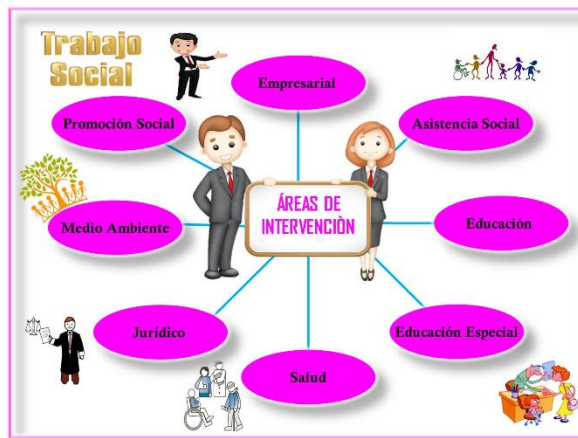 Trabajo
Social
Empresarial
Promoción Social
Asistencia Social
ÁREAS DE
INTERVENCIÒN
Medio Ambiente
Educación
Jurídico
Educación Especial
Salud